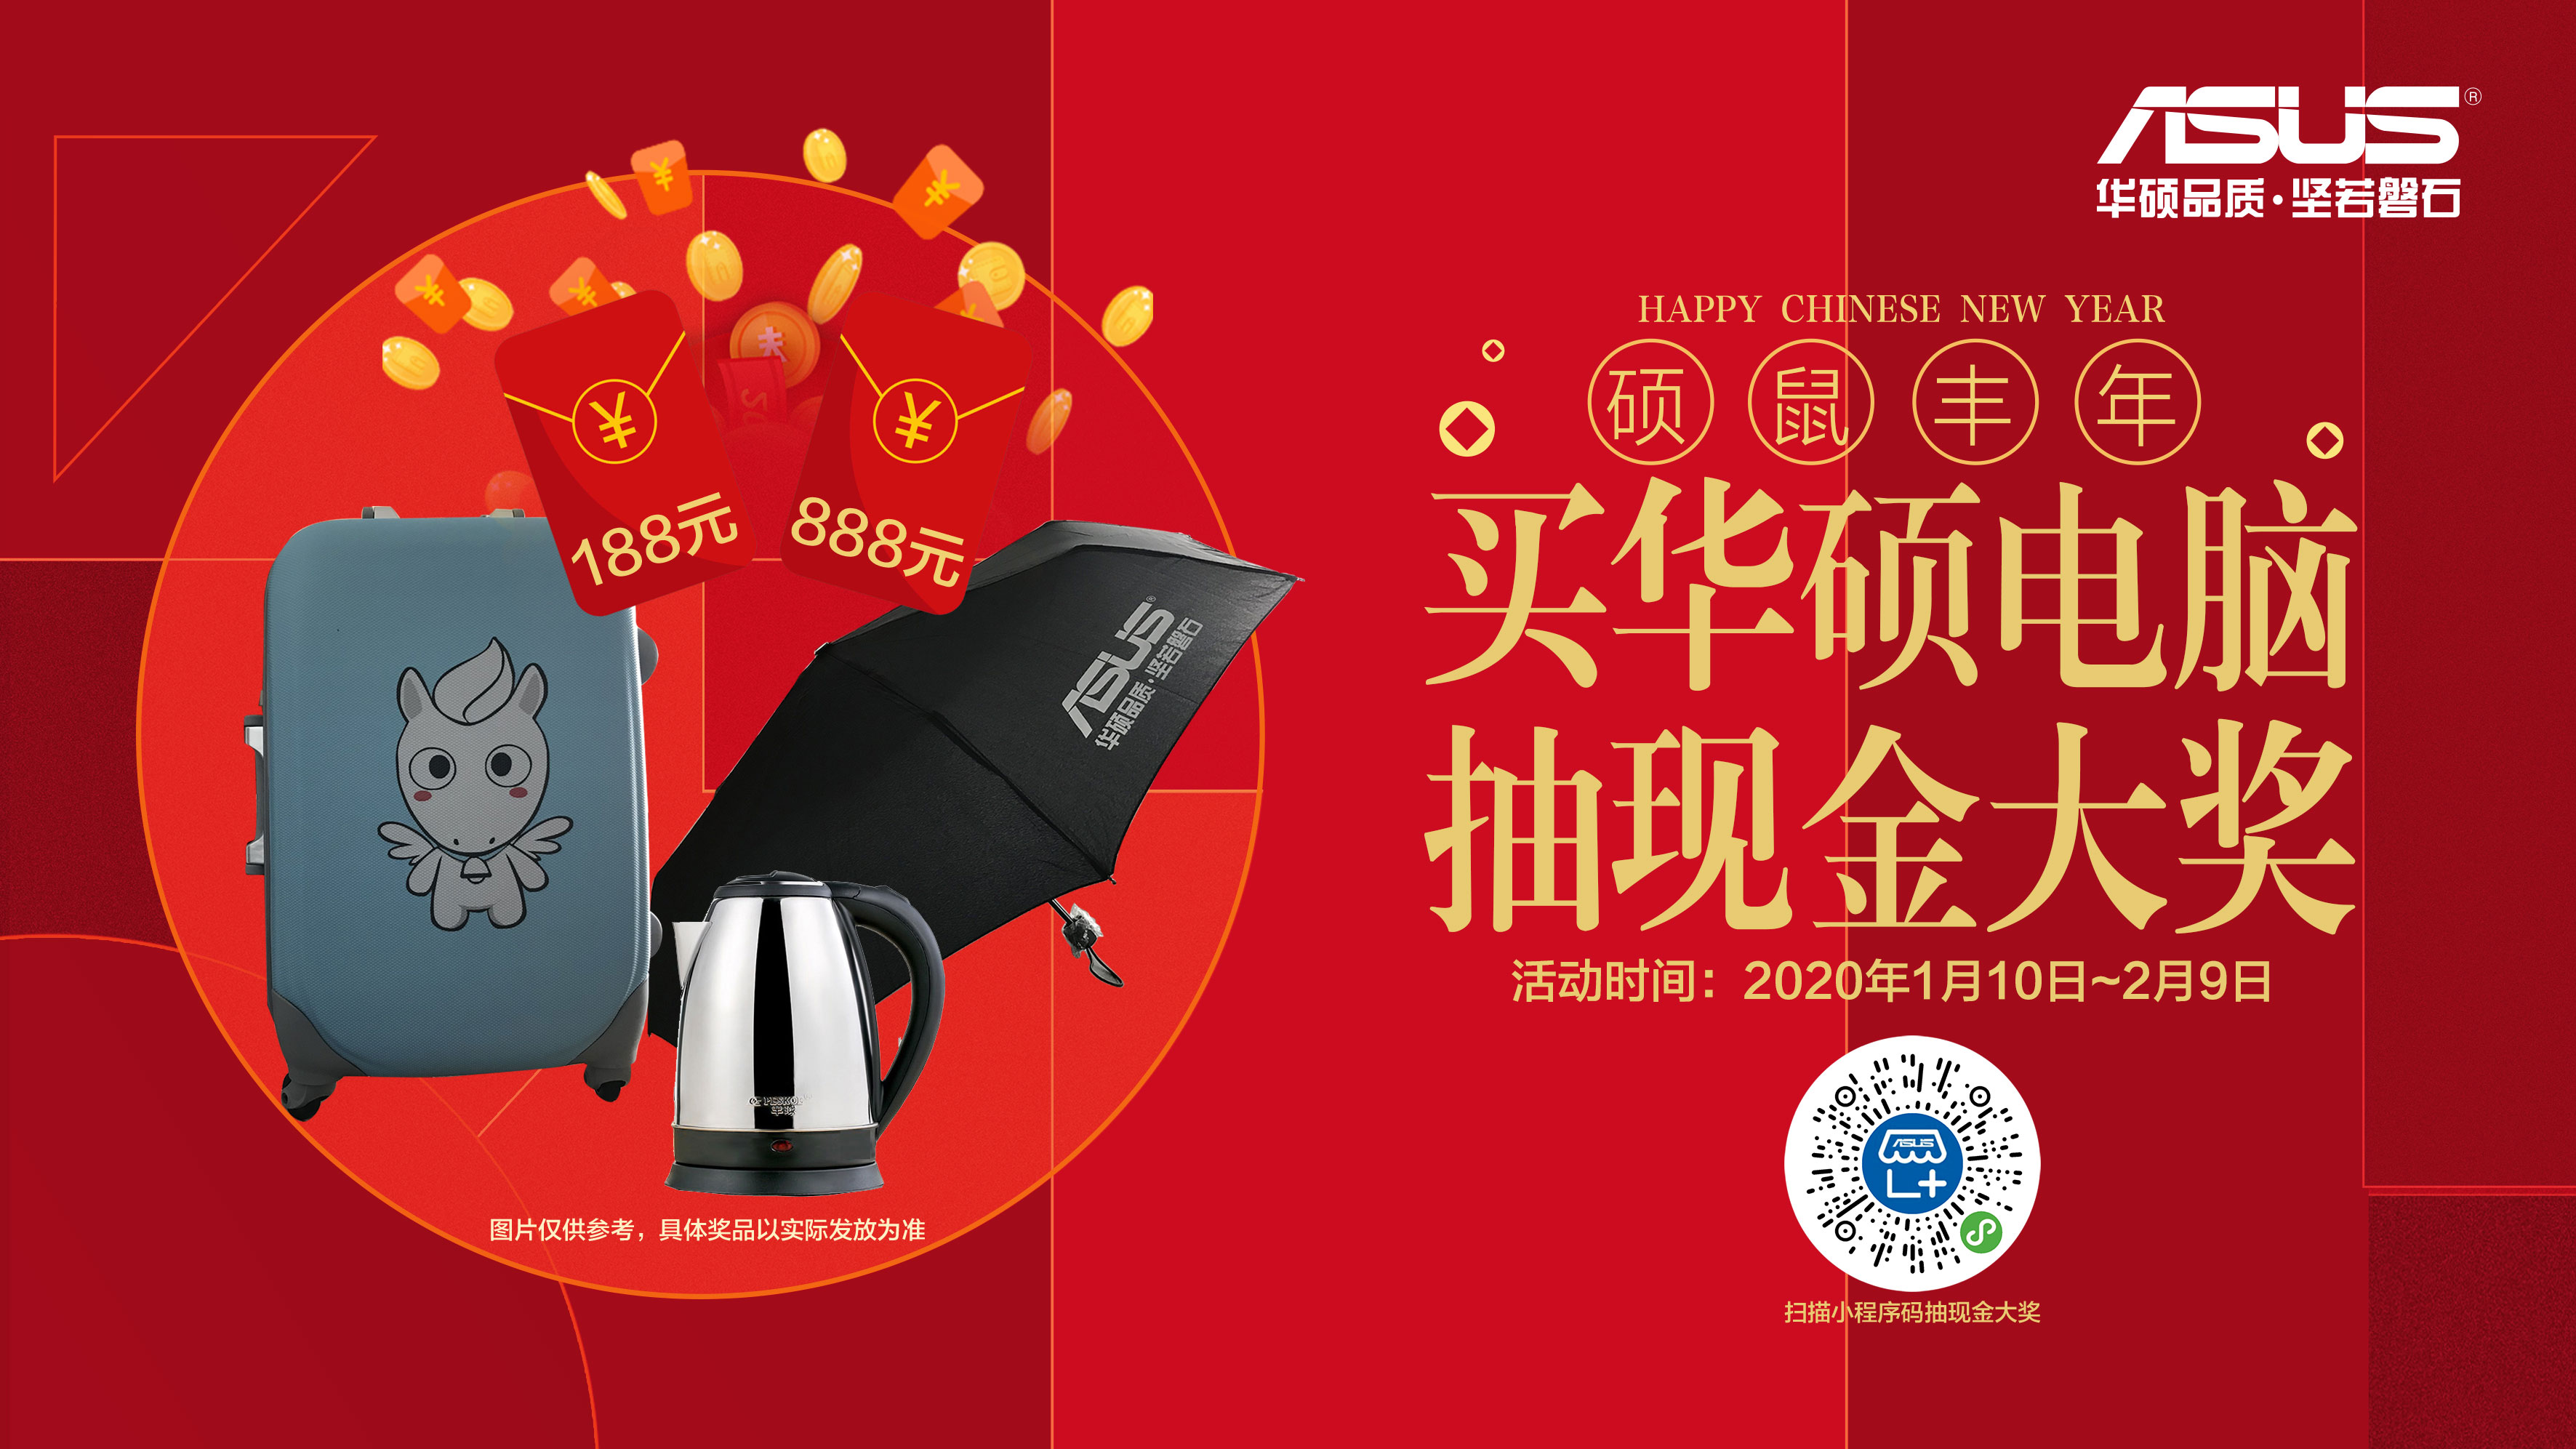 ASUS®
华硕品质·坚若磐石
HAPPY CHINESE NEW YEAR
硕鼠丰年
买华硕电脑
抽现金大奖
活动时间：2020年1月10日~2月9日
ASUS
L+
扫描小程序码抽现金大奖
¥
188元
¥
888元
ASUS®
华硕品质·坚若磐石
图片仅供参考，具体奖品以实际发放为准